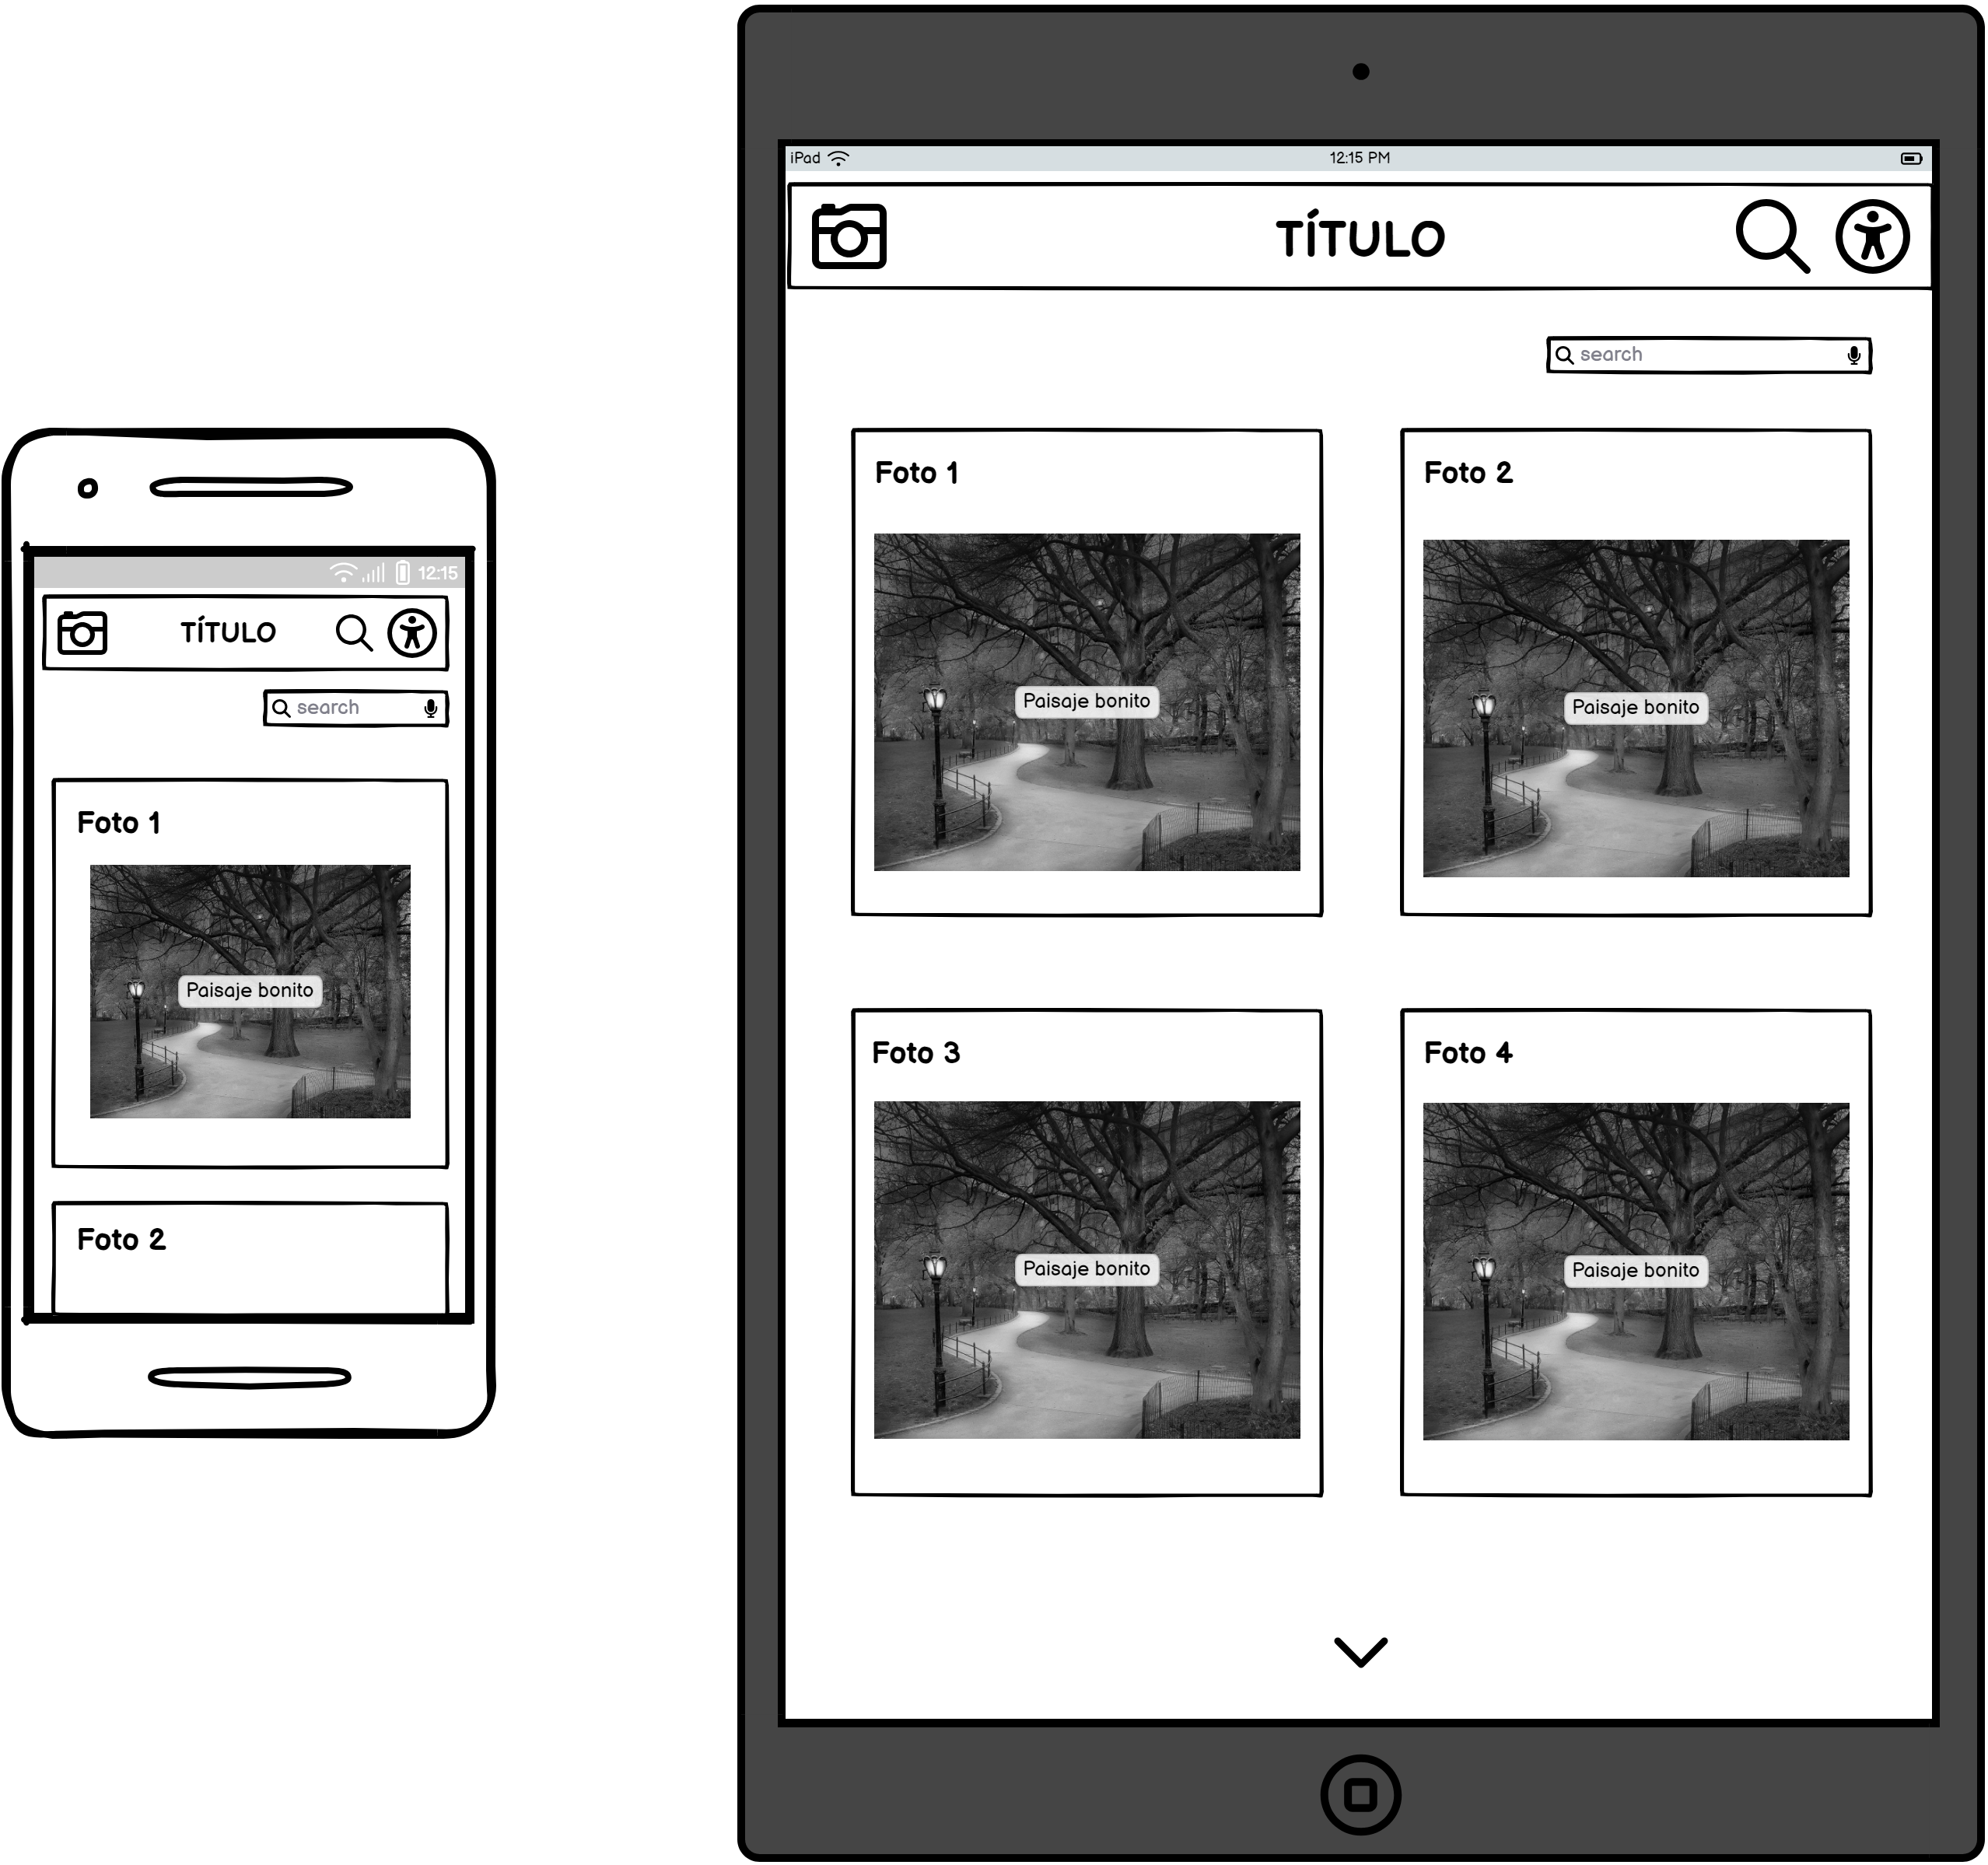 12:15
TÍTULO
search
Foto 1
Paisaje bonito
Foto 2
iPad
12:15 PM
TÍTULO
search
Foto 1
Foto 2
Paisaje bonito
Paisaje bonito
Foto 3
Foto 4
Paisaje bonito
Paisaje bonito